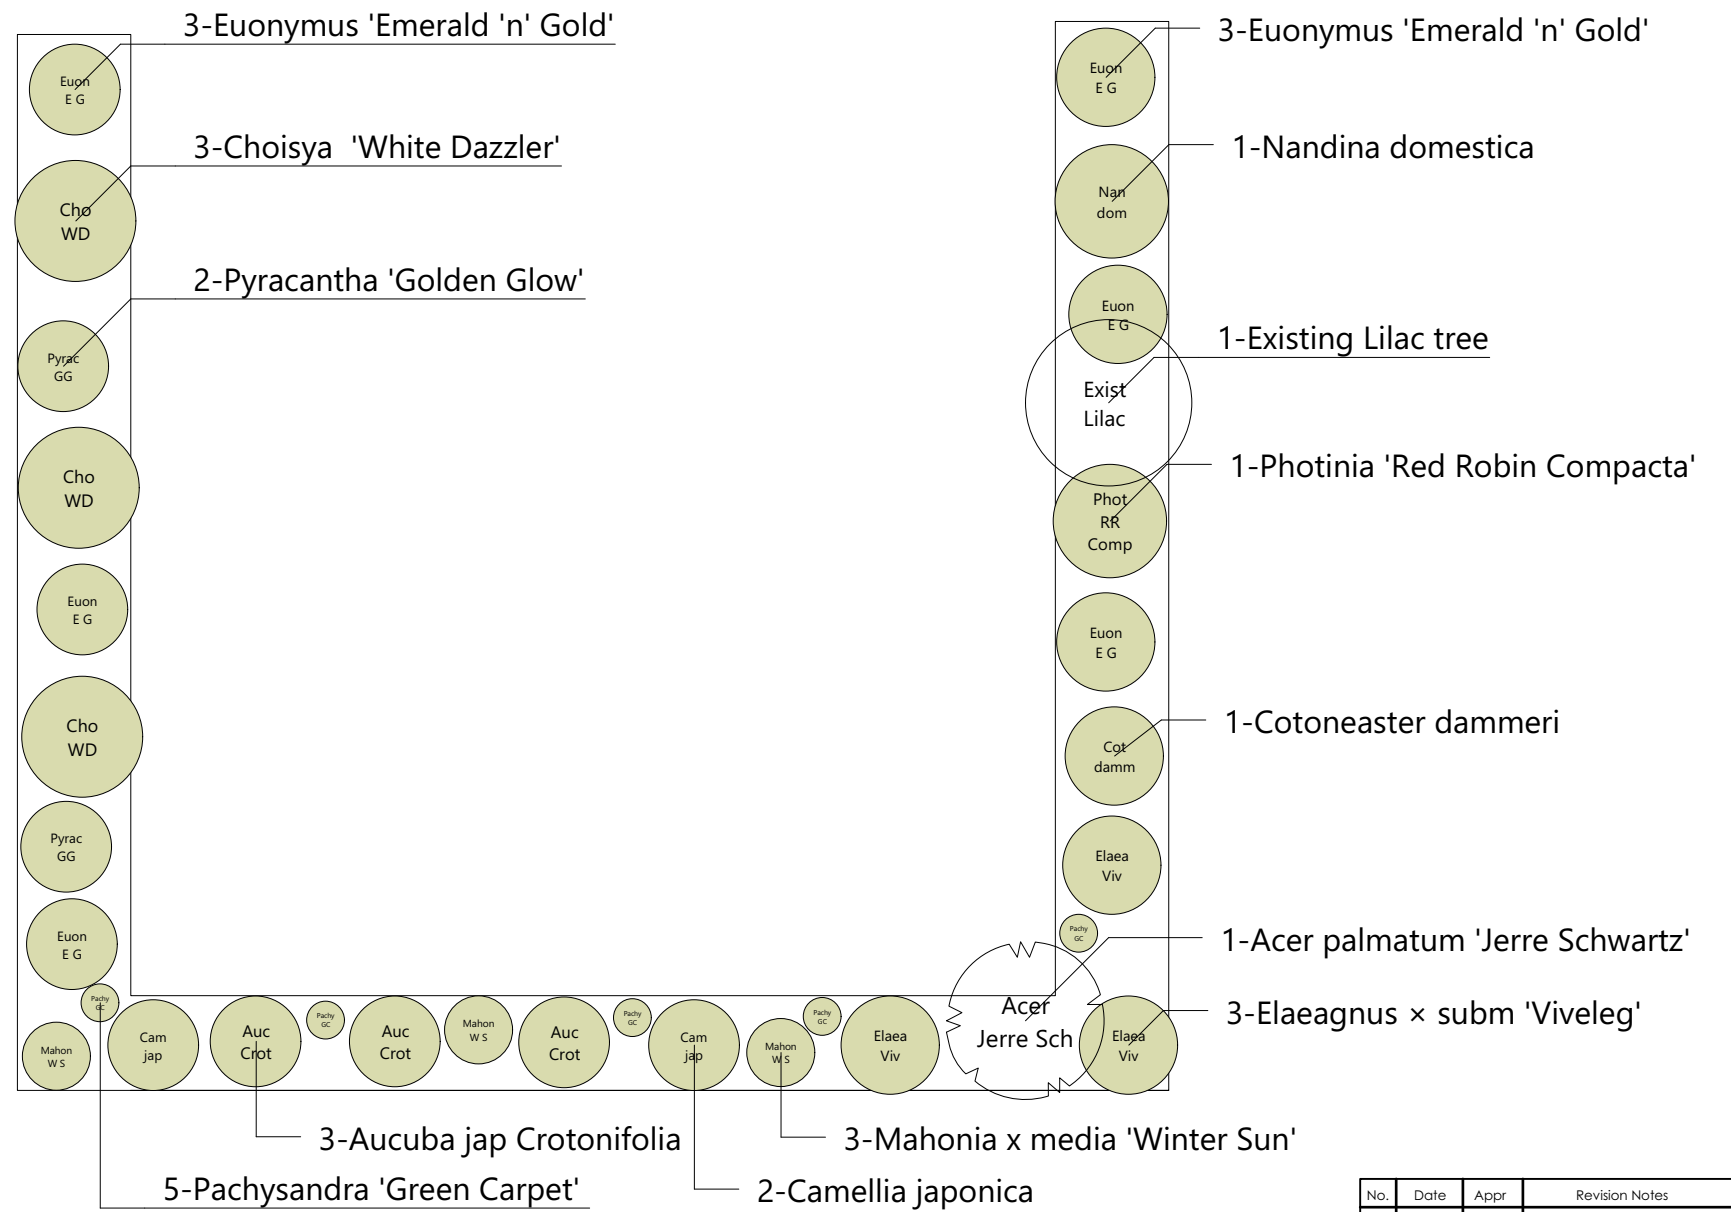 3-Euonymus 'Emerald 'n' Gold'
Euon
E G
3-Choisya 'White Dazzler'
Cho
WD
2-Pyracantha 'Golden Glow'
Pyrac
GG
Cho
WD
Euon
E G
Cho
WD
Pyrac
GG
Euon
E G
Pachy
GC
Mahon
W S
Cam
jap
Auc
Crot
Pachy
GC
Auc
Crot
Mahon
W S
Auc
Crot
Pachy
GC
Cam
jap
Mahon
W S
Pachy
GC
Elaea
Viv
Acer
Jerre Sch
Elaea
Viv
3-Euonymus 'Emerald 'n' Gold'
Euon
E G
1-Nandina domestica
Nan
dom
Euon
E G
1-Existing Lilac tree
Exist
Lilac
1-Photinia 'Red Robin Compacta'
Phot
RR
Comp
Euon
E G
1-Cotoneaster dammeri
Cot
damm
Elaea
Viv
Pachy
GC
1-Acer palmatum 'Jerre Schwartz'
3-Elaeagnus × subm 'Viveleg'
3-Aucuba jap Crotonifolia
3-Mahonia x media 'Winter Sun'
5-Pachysandra 'Green Carpet'
2-Camellia japonica
No. Date Appr Revision Notes